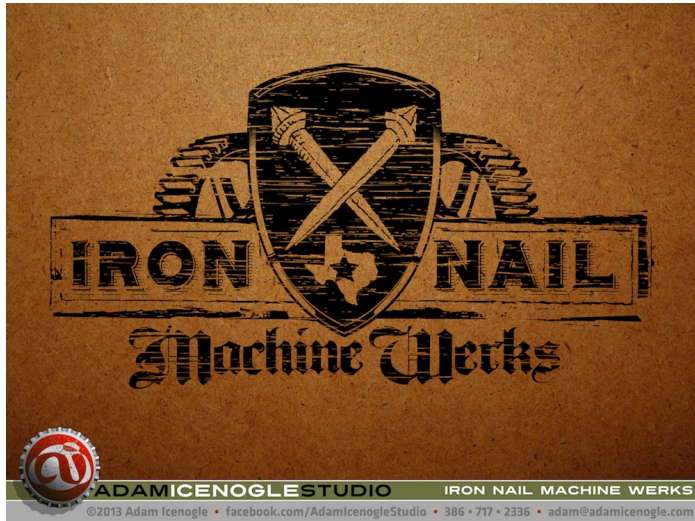 IRON NAIL
Machine Werks
ai
ADAMICENOGLESTUDIO IRON NAIL MACHINE WERKS
©2013 Adam Icenogle • facebook.com/AdamIcenogleStudio • 386 • 717 • 2336 • adam@adamicenogle.com